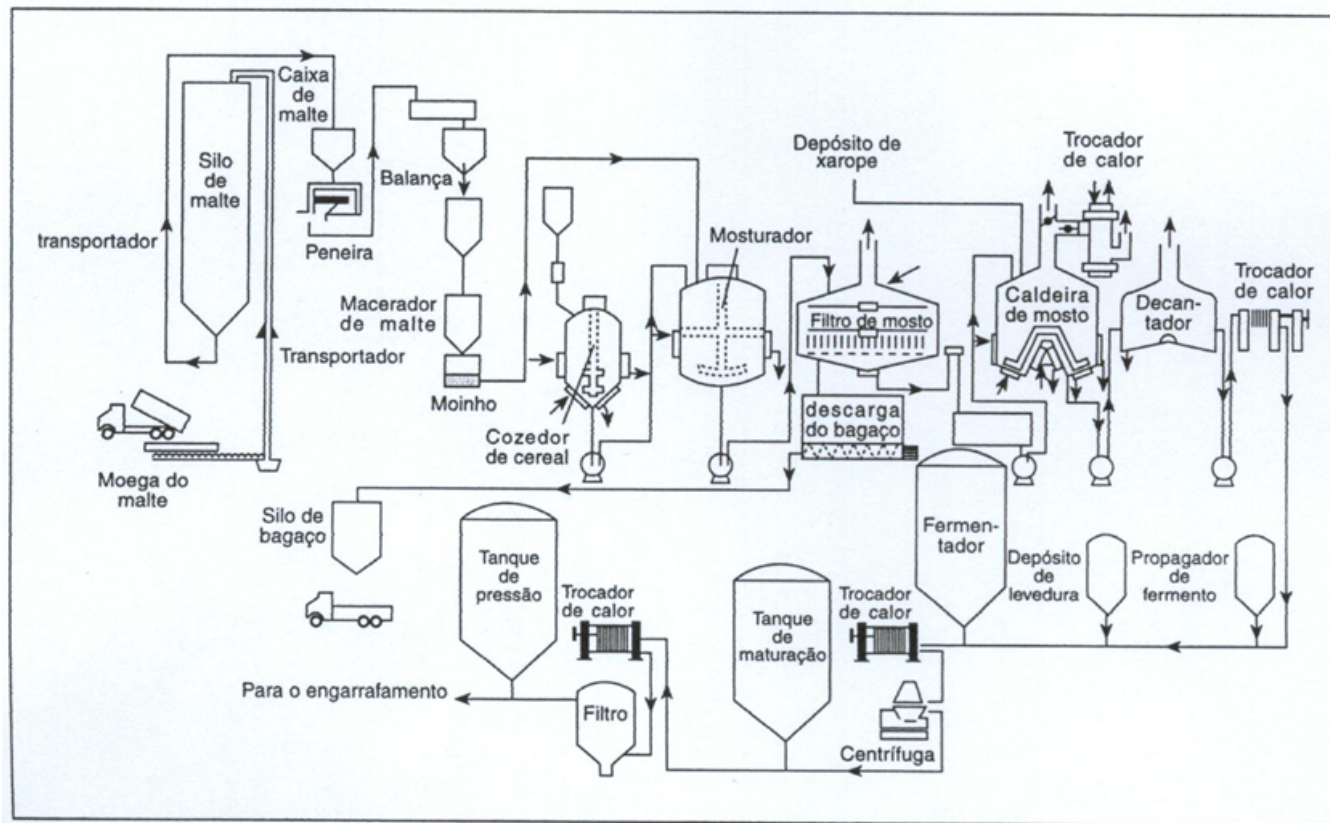 Caixa
de
malte
Silo
de
malte
Balança
transportador
Peneira
Macerador
de malte
Transportador
Moinho
Moega do
malte
Cozedor
de cereal
Mosturador
Depósito de
xarope
Filtro de mosto
descarga
do bagaço
Trocador
de calor
Caldeira
de mosto
Decan-
tador
Trocador
de calor
Silo de
bagaço
Tanque
de
pressão
Trocador
de calor
Tanque
de
maturação
Trocador
de calor
Fermen-
tador
Depósito
de
levedura
Propagador
de
fermento
Para o engarrafamento
Filtro
Centrífuga